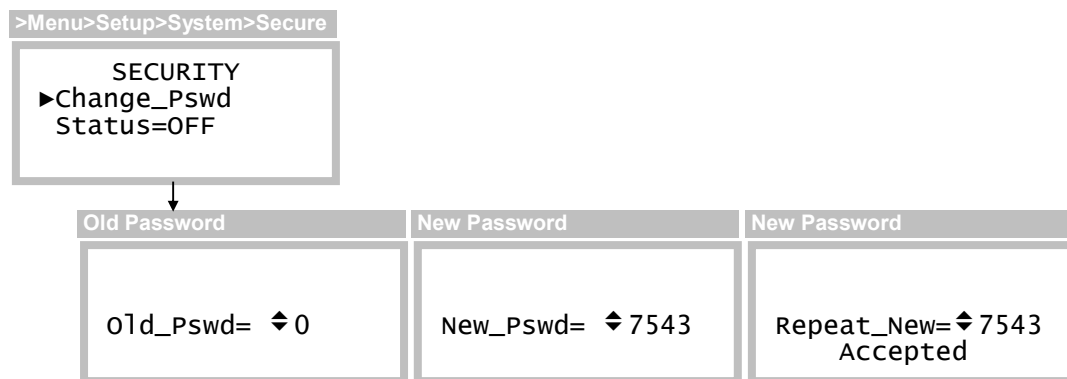 >Menu>Setup>System>Secure
SECURITY
►Change_Pswd
Status=OFF
Old Password
Old_Pswd= 0
New Password
New_Pswd= 7543
New Password
Repeat_New= 7543
Accepted